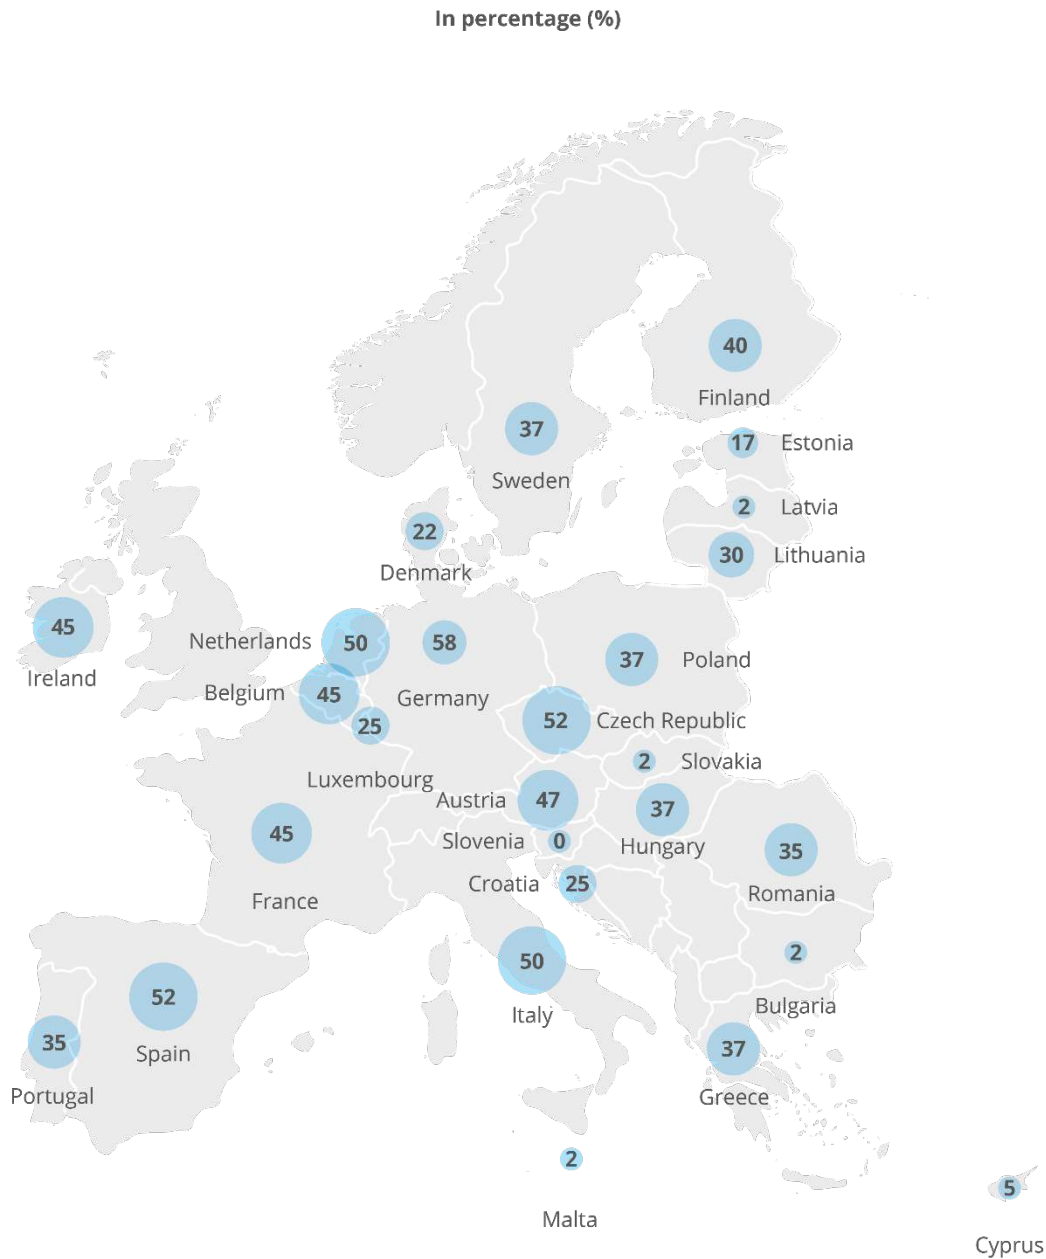 In percentage (%)
40
Finland
37
Sweden
17 Estonia
2 Latvia
22
Denmark
30 Lithuania
45
Ireland
Netherlands 50
58
Germany
37 Poland
Belgium 45
25
Luxembourg
52 Czech Republic
2 Slovakia
Austria 47
37
Hungary
45
France
Slovenia 0
35
Romania
Croatia 25
50
Italy
2
Bulgaria
52
Spain
35
Portugal
37
Greece
2
Malta
5
Cyprus